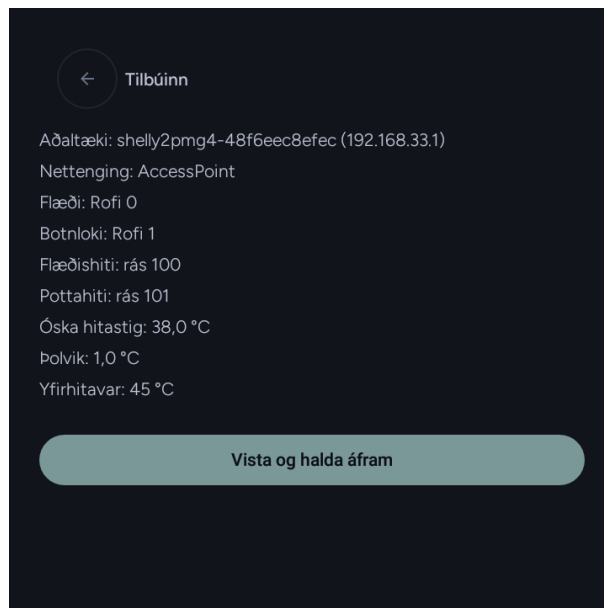 Tilbúinn
Aðaltæki: shelly2pmg4-48f6eec8efec (192.168.33.1)
Nettenging: AccessPoint
Flæði: Rofi 0
Botnloki: Rofi 1
Flæðishiti: rás 100
Pottahiti: rás 101
Óska hitastig: 38,0 °C
Þolvik: 1,0 °C
Yfirhitavar: 45 °C
Vista og halda áfram